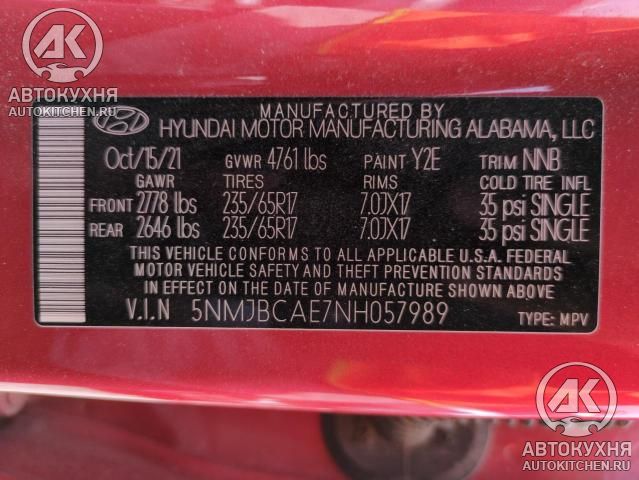 AK
АВТОКУХНЯ
AUTOKITCHEN.RU
MANUFACTURED BY
HYUNDAI MOTOR MANUFACTURING ALABAMA, LLC
Oct/15/21 GVWR 4761 lbs PAINT Y2E TRIM NNB
GAWR TIRES RIMS COLD TIRE INFL
FRONT 2778 lbs 235/65R17 7.0JX17 35 psi SINGLE
REAR 2646 lbs 235/65R17 7.0JX17 35 psi SINGLE
THIS VEHICLE CONFORMS TO ALL APPLICABLE U.S.A. FEDERAL
MOTOR VEHICLE SAFETY AND THEFT PREVENTION STANDARDS
IN EFFECT ON THE DATE OF MANUFACTURE SHOWN ABOVE.
V.I.N 5NMJBCAE7NH057989 TYPE: MPV
AK
АВТОКУХНЯ
AUTOKITCHEN.RU